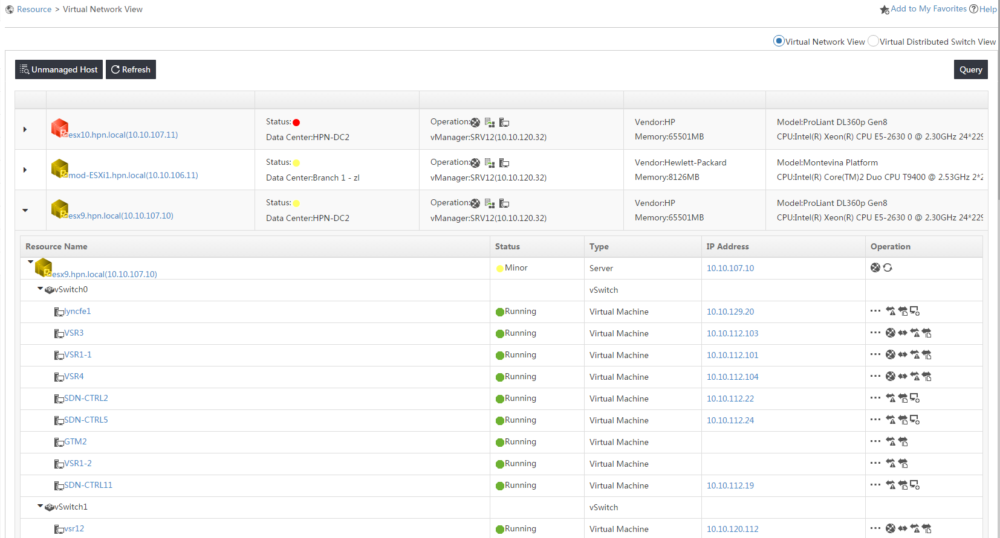 Resource > Virtual Network View
Add to My Favorites Help
Virtual Network View Virtual Distributed Switch View
Unmanaged Host Refresh Query
esx10.hpn.local(10.10.107.11)
Status:
Data Center:HPN-DC2
Operation:
vManager:SRV12(10.10.120.32)
Vendor:HP
Memory:65501MB
Model:ProLiant DL360p Gen8
CPU:Intel(R) Xeon(R) CPU E5-2630 0 @ 2.30GHz 24*229
mod-ESXi1.hpn.local(10.10.106.11)
Status:
Data Center:Branch 1 - zl
Operation:
vManager:SRV12(10.10.120.32)
Vendor:Hewlett-Packard
Memory:8126MB
Model:Montevina Platform
CPU:Intel(R) Core(TM)2 Duo CPU T9400 @ 2.53GHz 2*2
esx9.hpn.local(10.10.107.10)
Status:
Data Center:HPN-DC2
Operation:
vManager:SRV12(10.10.120.32)
Vendor:HP
Memory:65501MB
Model:ProLiant DL360p Gen8
CPU:Intel(R) Xeon(R) CPU E5-2630 0 @ 2.30GHz 24*229
Resource Name Status Type IP Address Operation
esx9.hpn.local(10.10.107.10) Minor Server 10.10.107.10
vSwitch0 vSwitch
lyncfe1 Running Virtual Machine 10.10.129.20
VSR3 Running Virtual Machine 10.10.112.103
VSR1-1 Running Virtual Machine 10.10.112.101
VSR4 Running Virtual Machine 10.10.112.104
SDN-CTRL2 Running Virtual Machine 10.10.112.22
SDN-CTRL5 Running Virtual Machine 10.10.112.24
GTM2 Running Virtual Machine
VSR1-2 Running Virtual Machine
SDN-CTRL11 Running Virtual Machine 10.10.112.19
vSwitch1 vSwitch
vsr12 Running Virtual Machine 10.10.120.112